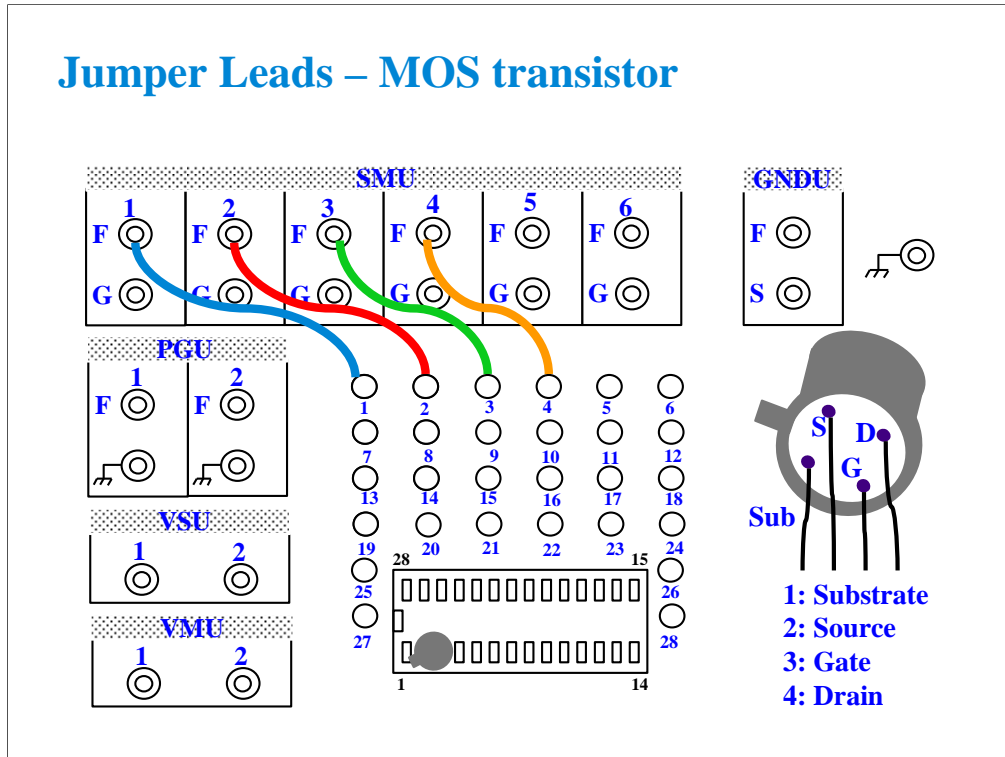 Jumper Leads – MOS transistor
SMU
GNDU
1 2 3 4 5 6
F F F F F F
F
G G G G G G
S
PGU
1 2
F F
1 2 3 4 5 6
7 8 9 10 11 12
13 14 15 16 17 18
19 20 21 22 23 24
VSU
1 2
28 15
25 26
27 28
VMU
1 2
1 14
S D
G
Sub
1: Substrate
2: Source
3: Gate
4: Drain